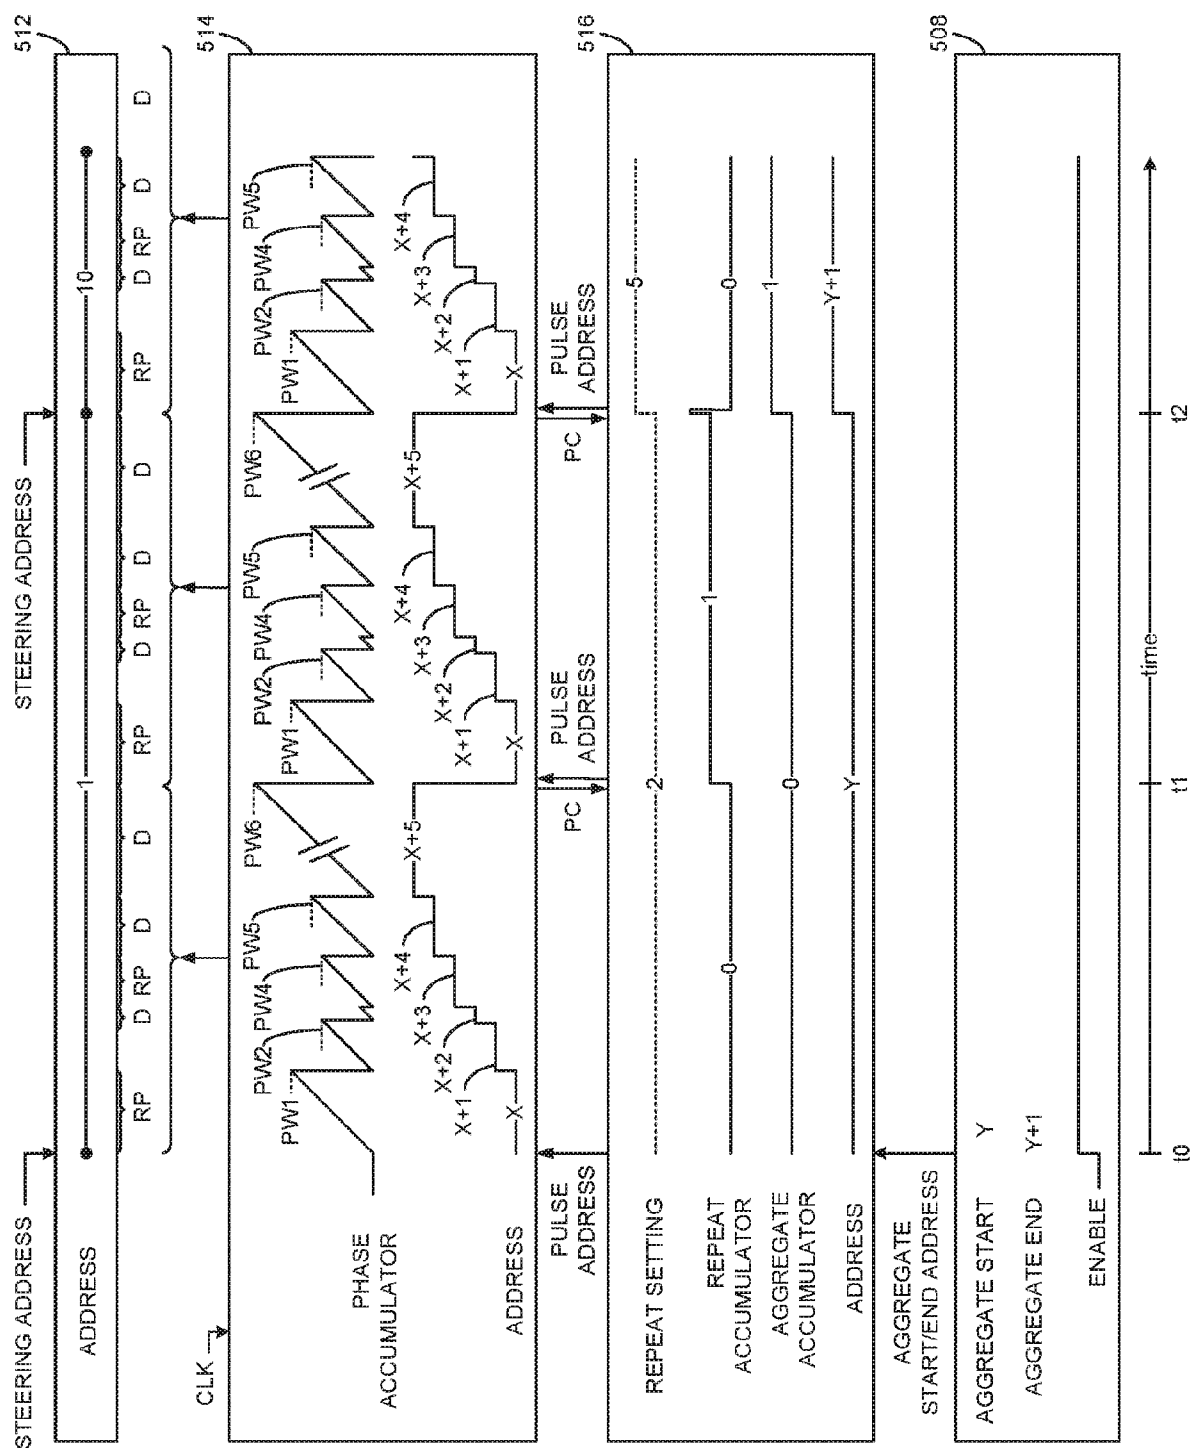 STEERING ADDRESS
STEERING ADDRESS
512
ADDRESS
1
10
RP
D
RP
D
D
RP
D
RP
D
D
RP
D
RP
D
D
CLK
514
PHASE
ACCUMULATOR
PW1
PW2
PW4
PW5
PW6
PW1
PW2
PW4
PW5
PW6
PW1
PW2
PW4
PW5
ADDRESS
X
X+1
X+2
X+3
X+4
X+5
X
X+1
X+2
X+3
X+4
X+5
X
X+1
X+2
X+3
X+4
PULSE
ADDRESS
PC
PULSE
ADDRESS
PC
PULSE
ADDRESS
516
REPEAT SETTING
2
5
REPEAT
ACCUMULATOR
0
1
0
AGGREGATE
ACCUMULATOR
0
1
ADDRESS
Y
Y+1
AGGREGATE
START/END ADDRESS
508
AGGREGATE START
Y
AGGREGATE END
Y+1
ENABLE
t0
t1
time
t2